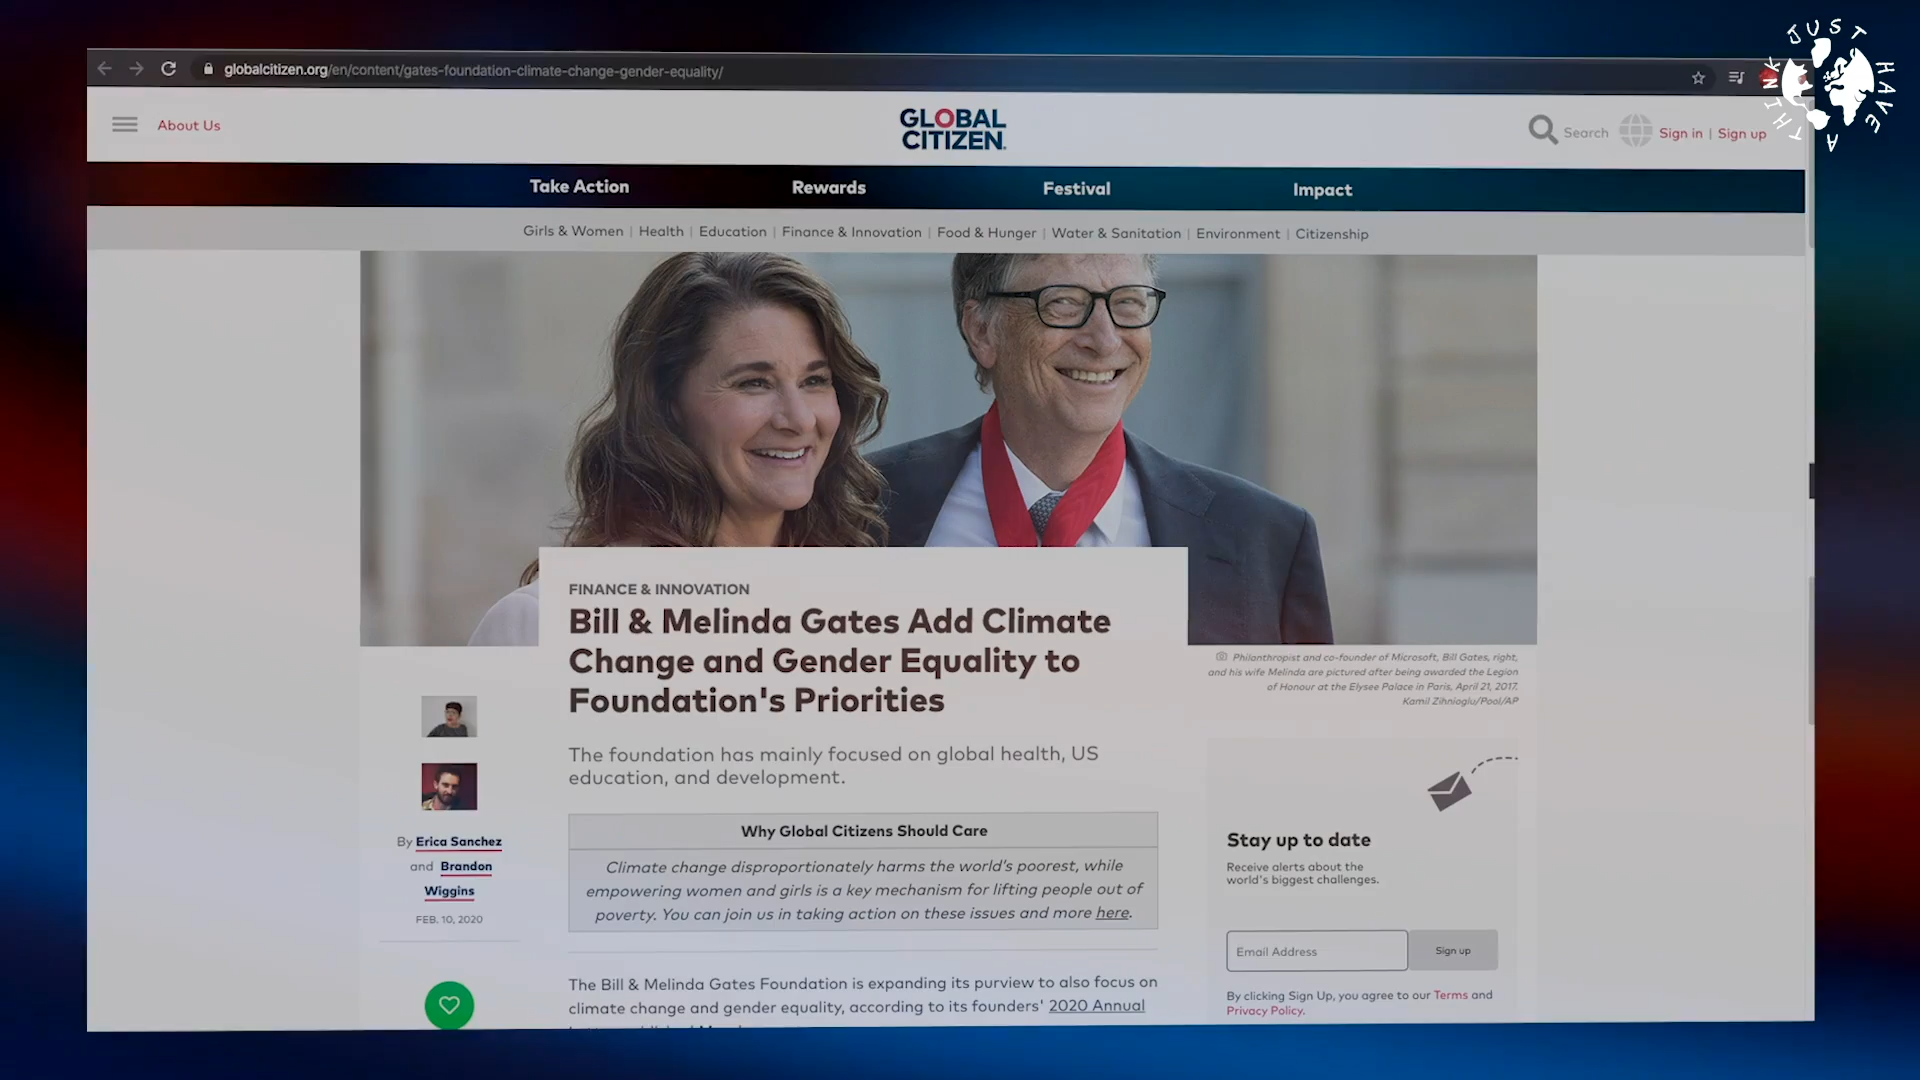 JUST HAVE A THINK
globalcitizen.org/en/content/gates-foundation-climate-change-gender-equality/
About Us
GLOBAL
CITIZEN.
Search
Sign in | Sign up
Take Action
Rewards
Festival
Impact
Girls & Women | Health | Education | Finance & Innovation | Food & Hunger | Water & Sanitation | Environment | Citizenship
FINANCE & INNOVATION
Bill & Melinda Gates Add Climate
Change and Gender Equality to
Foundation's Priorities
Philanthropist and co-founder of Microsoft, Bill Gates, right,
and his wife Melinda are pictured after being awarded the Legion
of Honour at the Elysee Palace in Paris, April 21, 2017.
Kamil Zihnioglu/Pool/AP
The foundation has mainly focused on global health, US
education, and development.
By Erica Sanchez
and Brandon
Wiggins
FEB. 10, 2020
Why Global Citizens Should Care
Climate change disproportionately harms the world's poorest, while
empowering women and girls is a key mechanism for lifting people out of
poverty. You can join us in taking action on these issues and more here.
The Bill & Melinda Gates Foundation is expanding its purview to also focus on
climate change and gender equality, according to its founders' 2020 Annual
Stay up to date
Receive alerts about the
world's biggest challenges.
Email Address
Sign up
By clicking Sign Up, you agree to our Terms and
Privacy Policy.